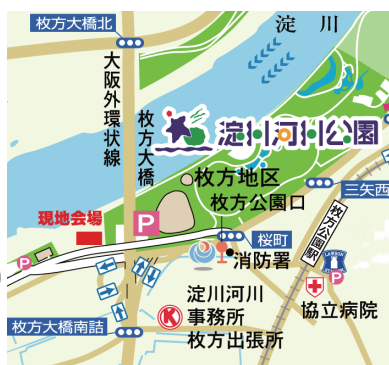 枚方大橋北
淀川
大阪外環状線
枚方大橋
淀川河川公園
枚方地区
枚方公園口
三矢西
現地会場
P
桜町
枚方公園駅
消防署
LAWSON
P
P
淀川河川
事務所
枚方出張所
K
協立病院
枚方大橋南詰